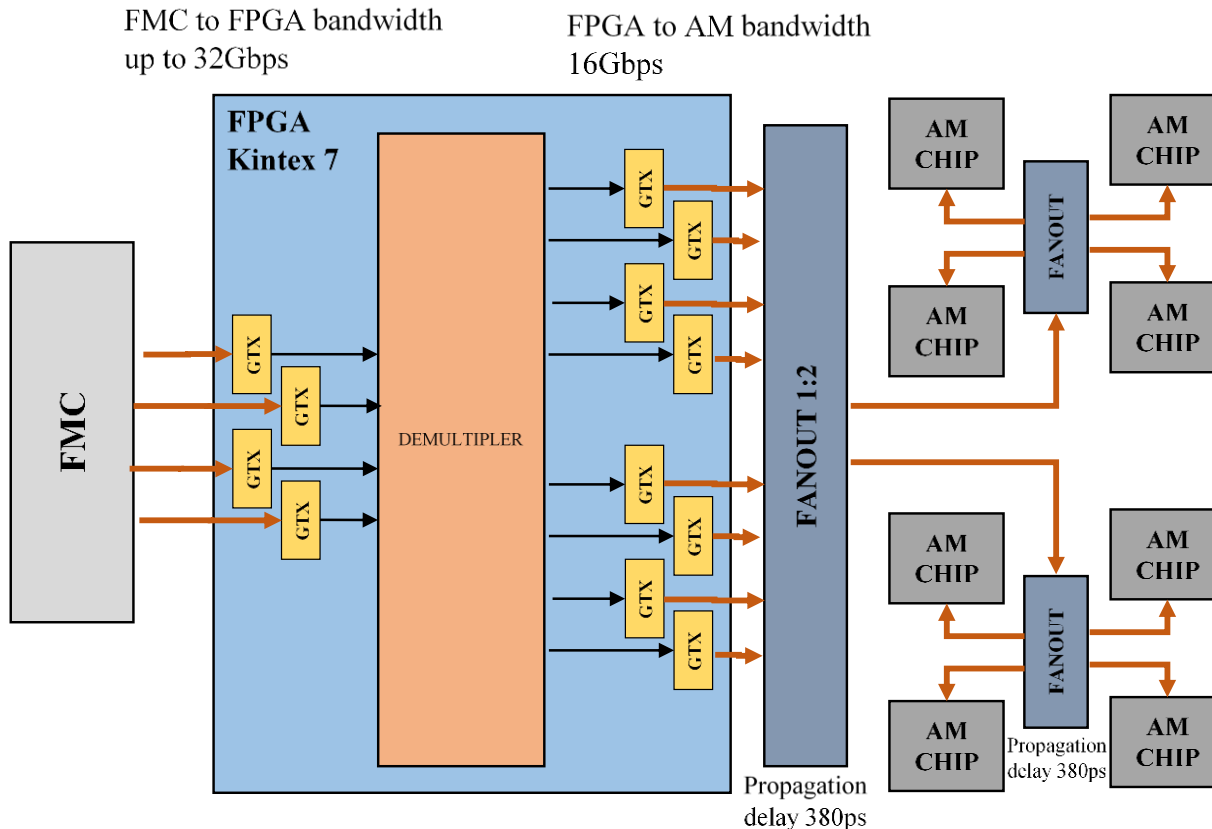 FMC to FPGA bandwidth
up to 32Gbps
FPGA to AM bandwidth
16Gbps
FPGA
Kintex 7
FMC
GTX
GTX
GTX
GTX
DEMULTIPLER
GTX
GTX
GTX
GTX
GTX
GTX
GTX
GTX
FANOUT 1:2
Propagation
delay 380ps
AM
CHIP
AM
CHIP
FANOUT
AM
CHIP
AM
CHIP
AM
CHIP
AM
CHIP
FANOUT
AM
CHIP
AM
CHIP
Propagation
delay 380ps